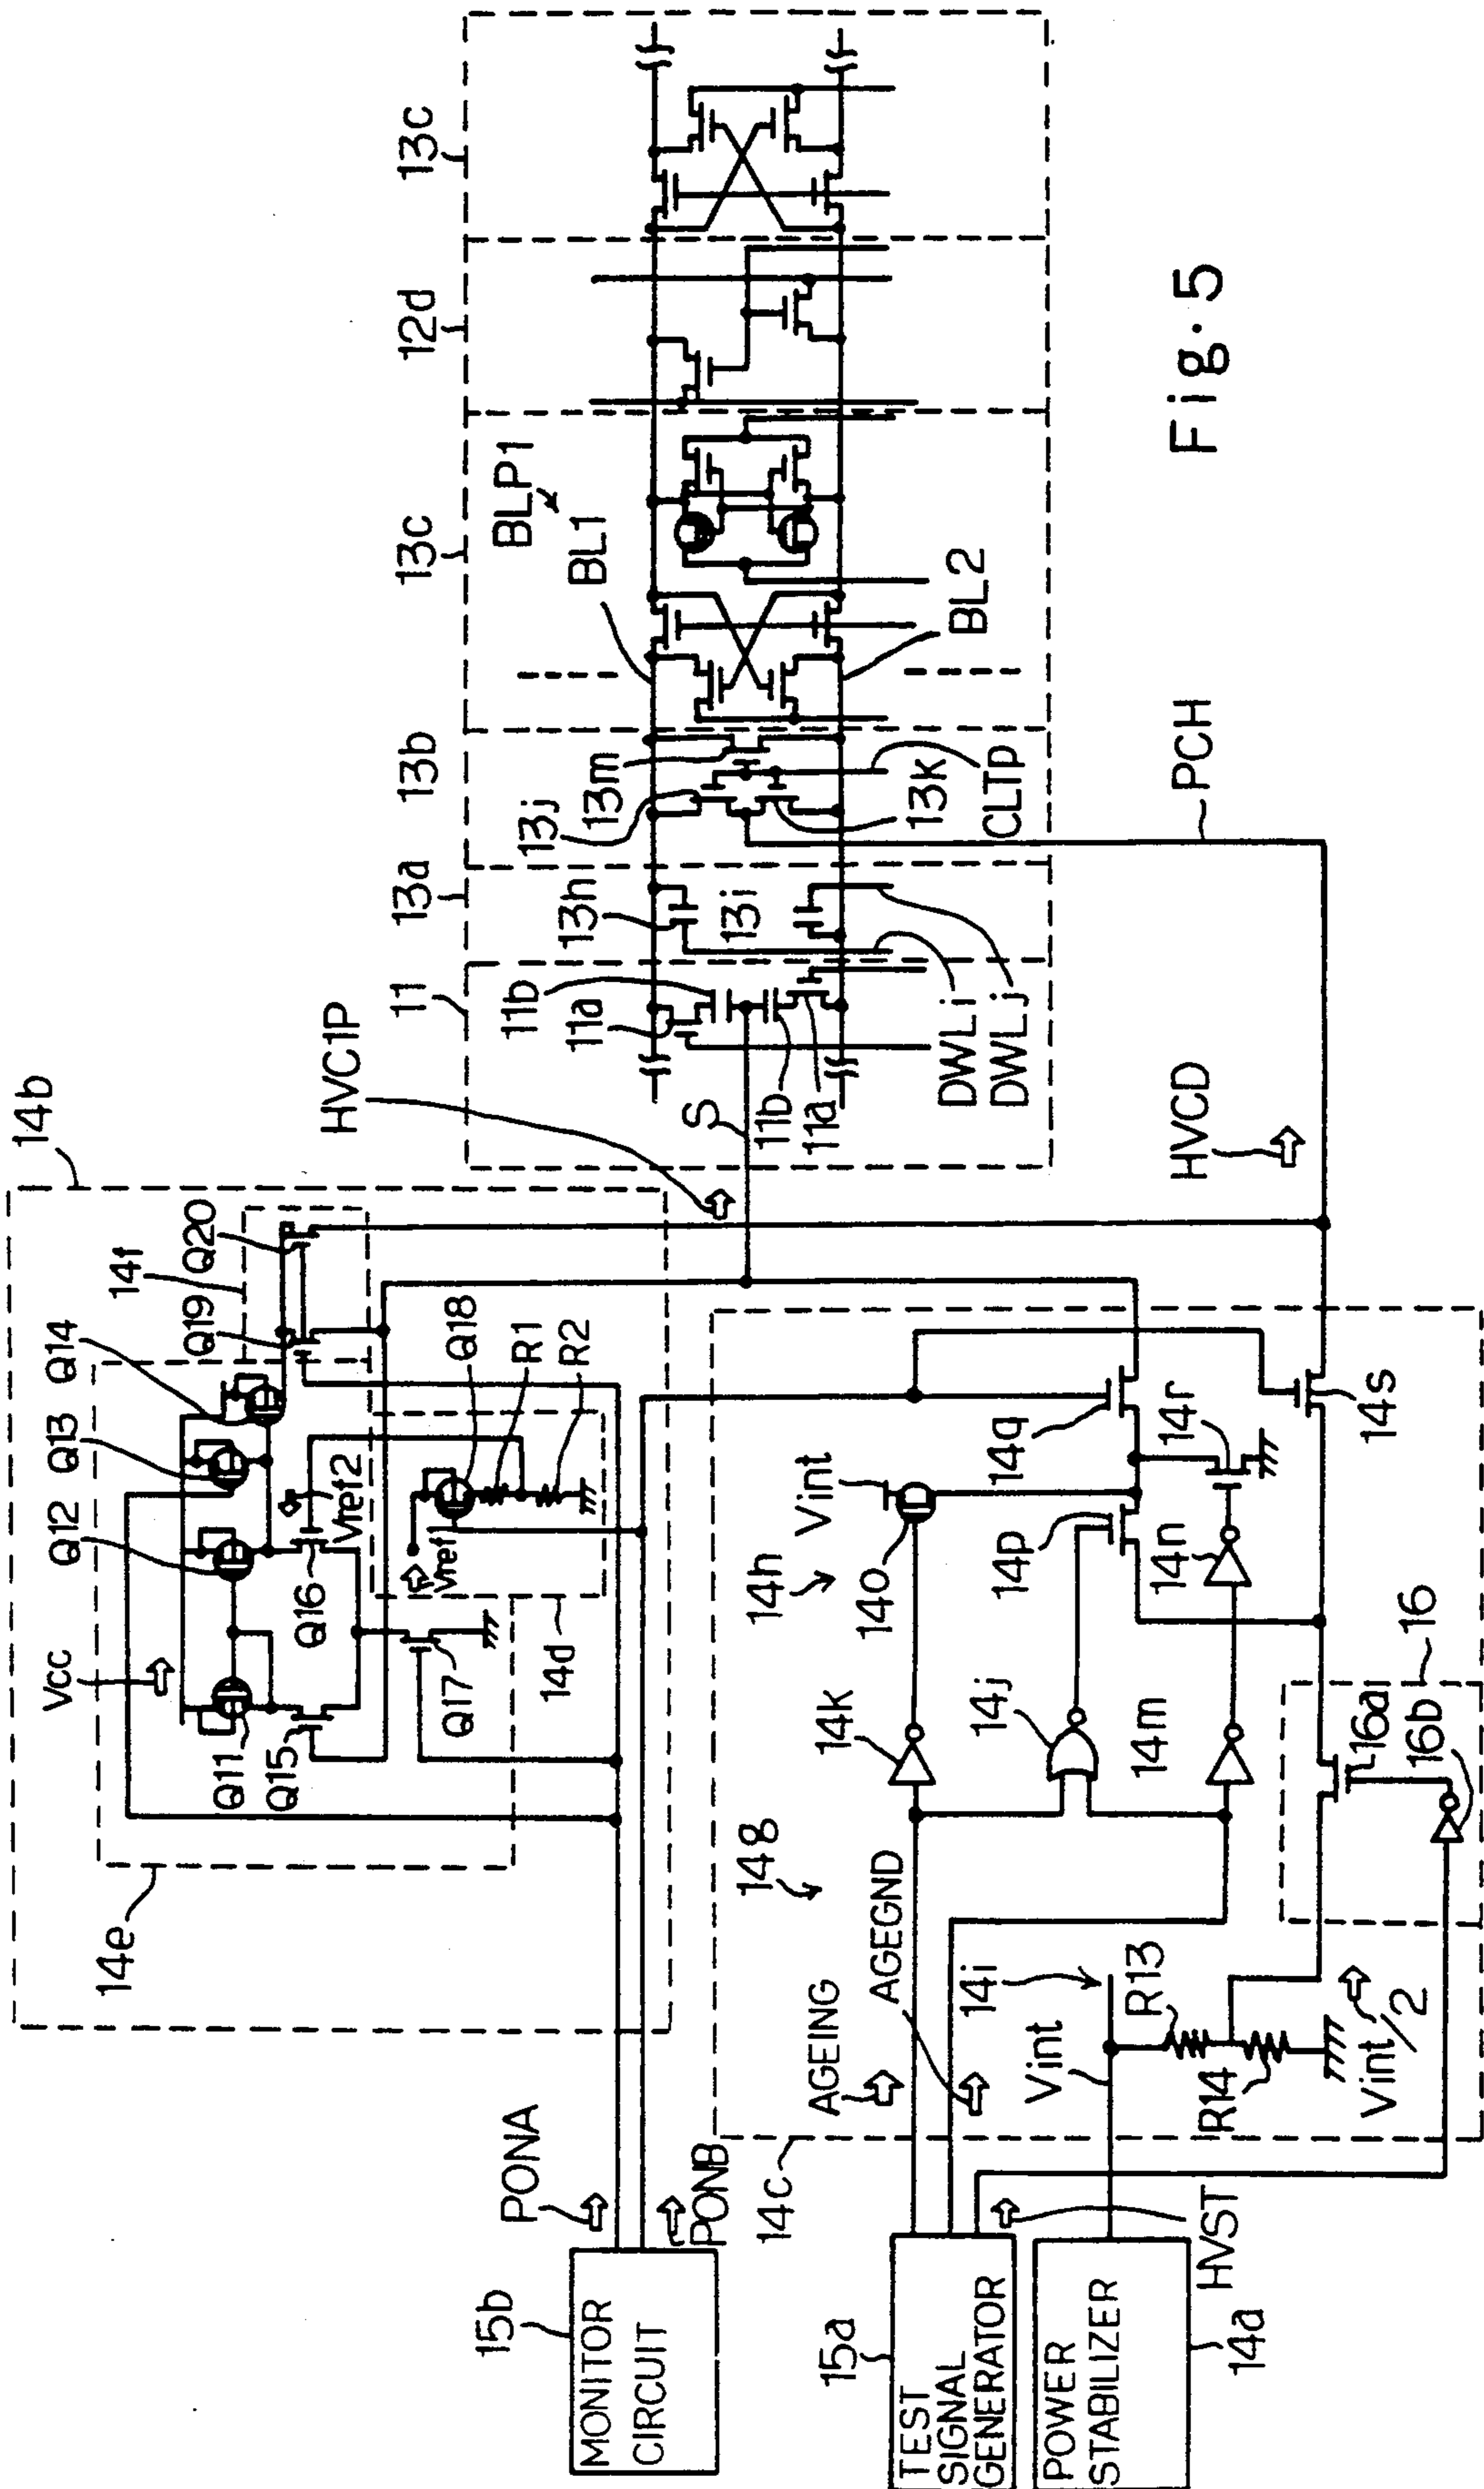 13c
12d
13c
BLP1
BL1
BL2
13b
13j
13m
13k
CLTP
PCH
13a
13h
13i
DWLi
DWLj
11
11b
11a
11b
11a
S
HVC1P
HVCD
14b
14f
Q20
Q19
Q14
Q13
Q12
Vcc
Q11
Q15
Q16
Vref2
Q17
14d
Vref
Q18
R1
R2
14e
PONA
PONB
15b
MONITOR
CIRCUIT
14q
14r
14s
Vint
14h
14o
14p
14n
14k
14j
14m
16
16a
16b
14g
AGEING
AGEGND
14i
Vint
R13
R14
Vint/2
14c
HVST
15a
TEST
SIGNAL
GENERATOR
POWER
STABILIZER
14a
Fig. 5